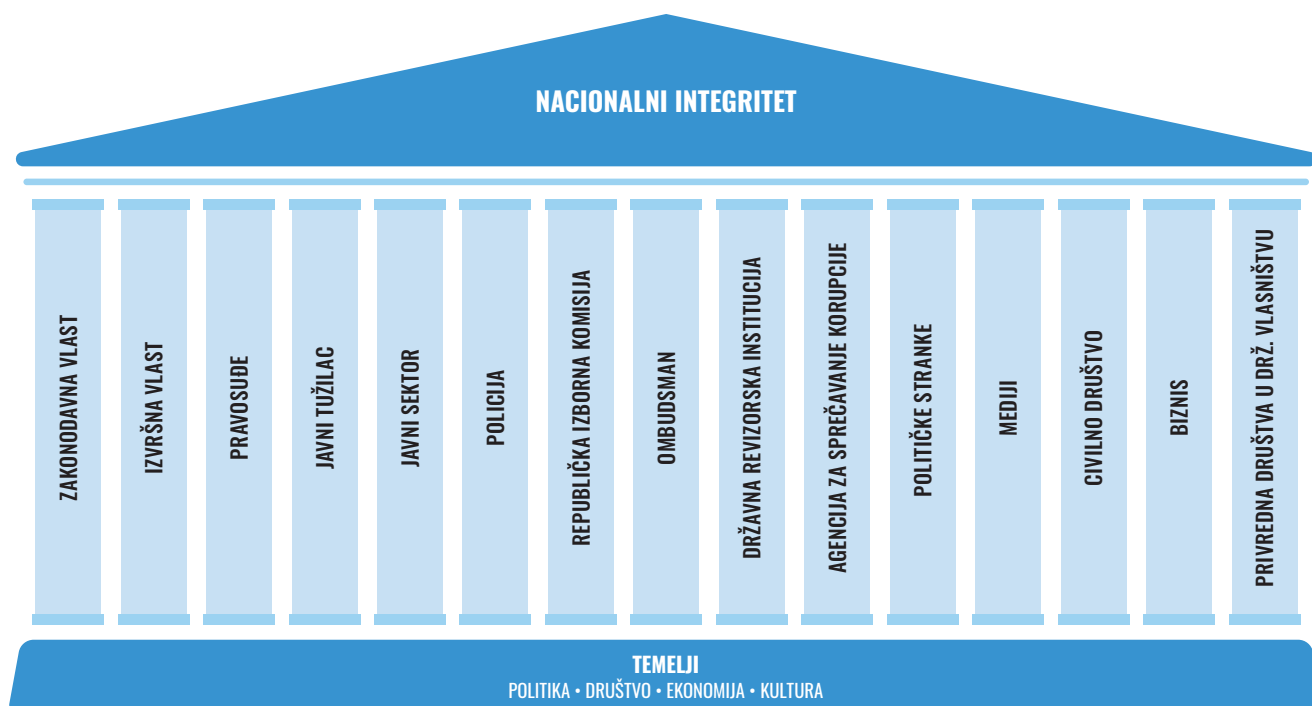 NACIONALNI INTEGRITET
ZAKONODAVNA VLAST
IZVRŠNA VLAST
PRAVOSUĐE
JAVNI TUŽILAC
JAVNI SEKTOR
POLICIJA
REPUBLIČKA IZBORNA KOMISIJA
OMBUDSMAN
DRŽAVNA REVIZORSKA INSTITUCIJA
AGENCIJA ZA SPREČAVANJE KORUPCIJE
POLITIČKE STRANKE
MEDIJI
CIVILNO DRUŠTVO
BIZNIS
PRIVREDNA DRUŠTVA U DRŽ. VLASNIŠTVU
TEMELJI
POLITIKA • DRUŠTVO • EKONOMIJA • KULTURA